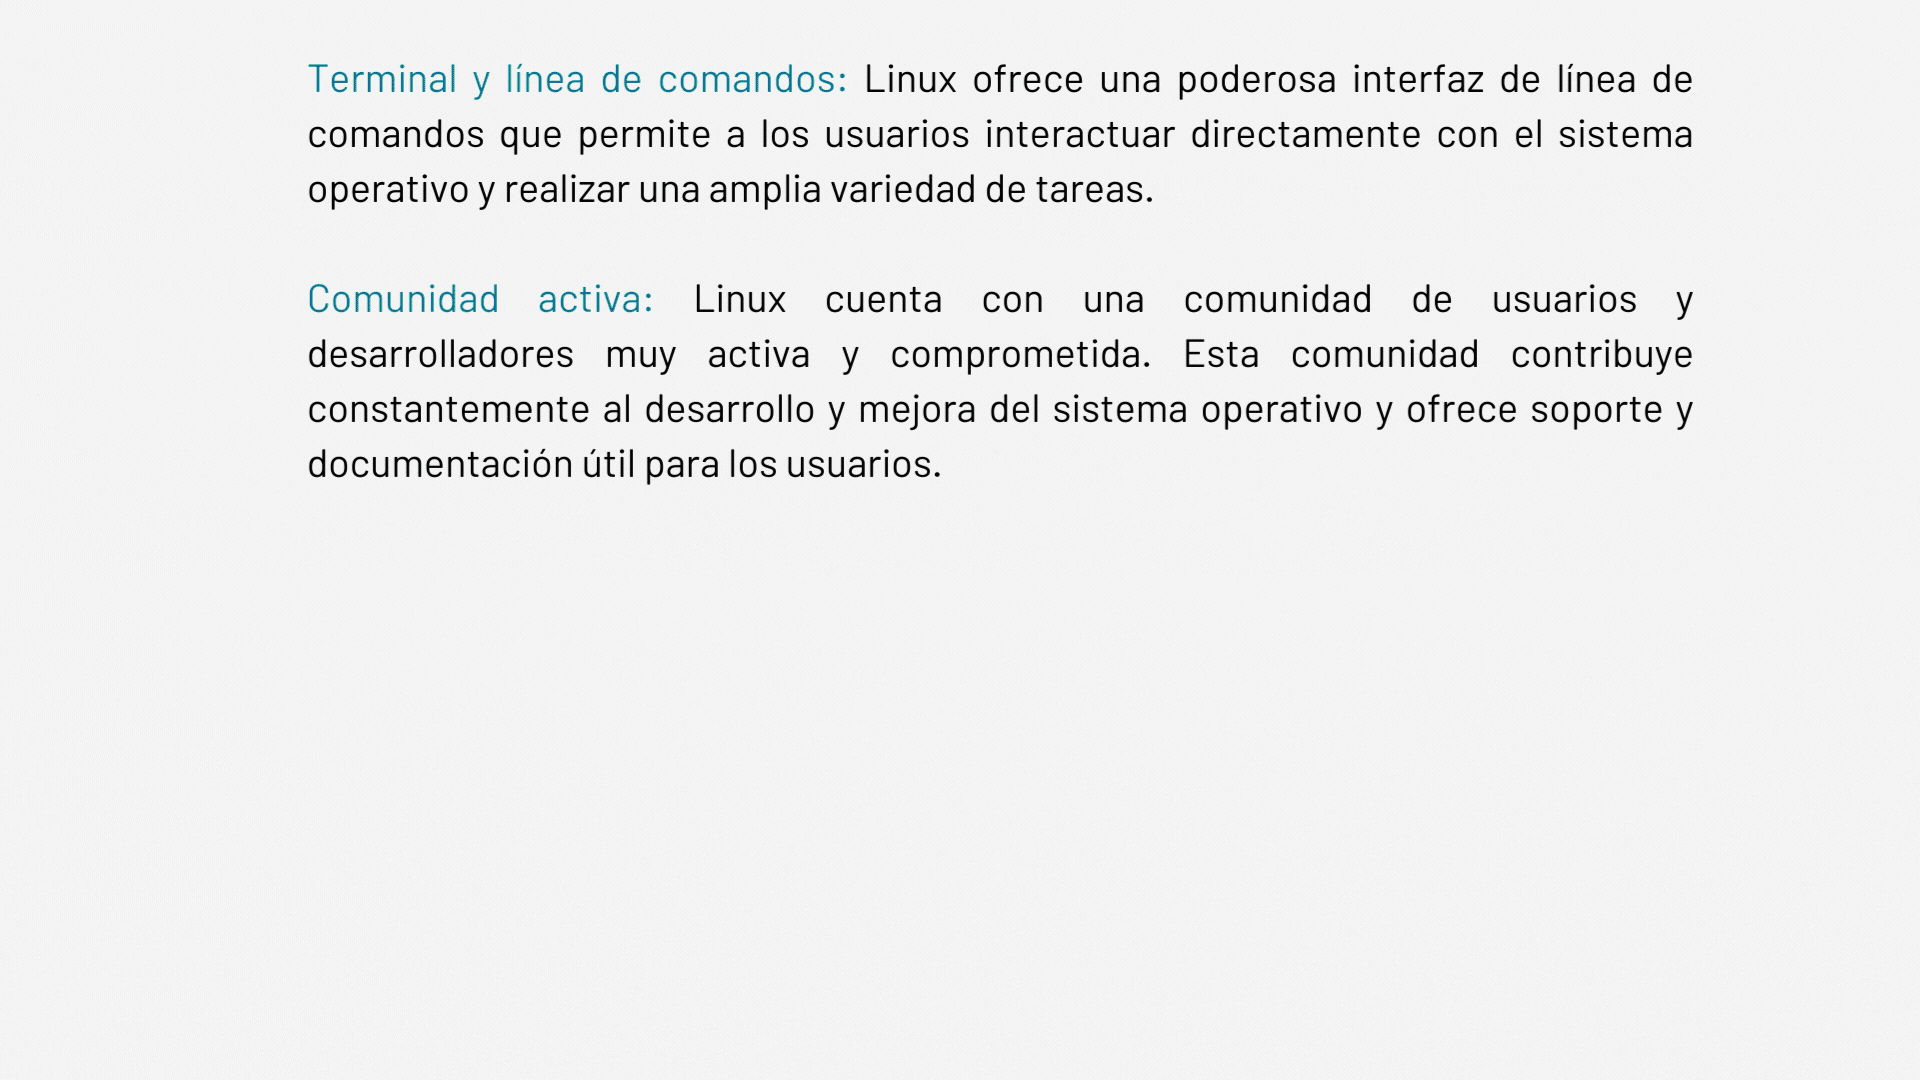 Terminal y línea de comandos: Linux ofrece una poderosa interfaz de línea de
comandos que permite a los usuarios interactuar directamente con el sistema
operativo y realizar una amplia variedad de tareas.
Comunidad activa: Linux cuenta con una comunidad de usuarios y
desarrolladores muy activa y comprometida. Esta comunidad contribuye
constantemente al desarrollo y mejora del sistema operativo y ofrece soporte y
documentación útil para los usuarios.